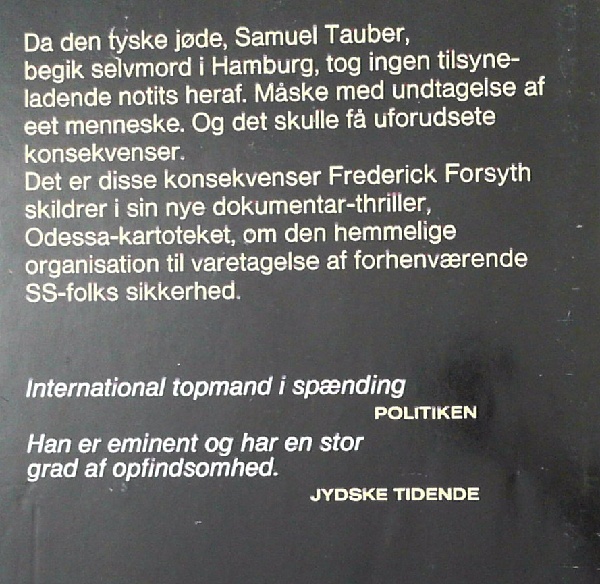 Da den tyske jøde, Samuel Tauber,
begik selvmord i Hamburg, tog ingen tilsyne-
ladende notits heraf. Måske med undtagelse af
eet menneske. Og det skulle få uforudsete
konsekvenser.
Det er disse konsekvenser Frederick Forsyth
skildrer i sin nye dokumentar-thriller,
Odessa-kartoteket, om den hemmelige
organisation til varetagelse af forhenværende
SS-folks sikkerhed.
International topmand i spænding
POLITIKEN
Han er eminent og har en stor
grad af opfindsomhed.
JYDSKE TIDENDE